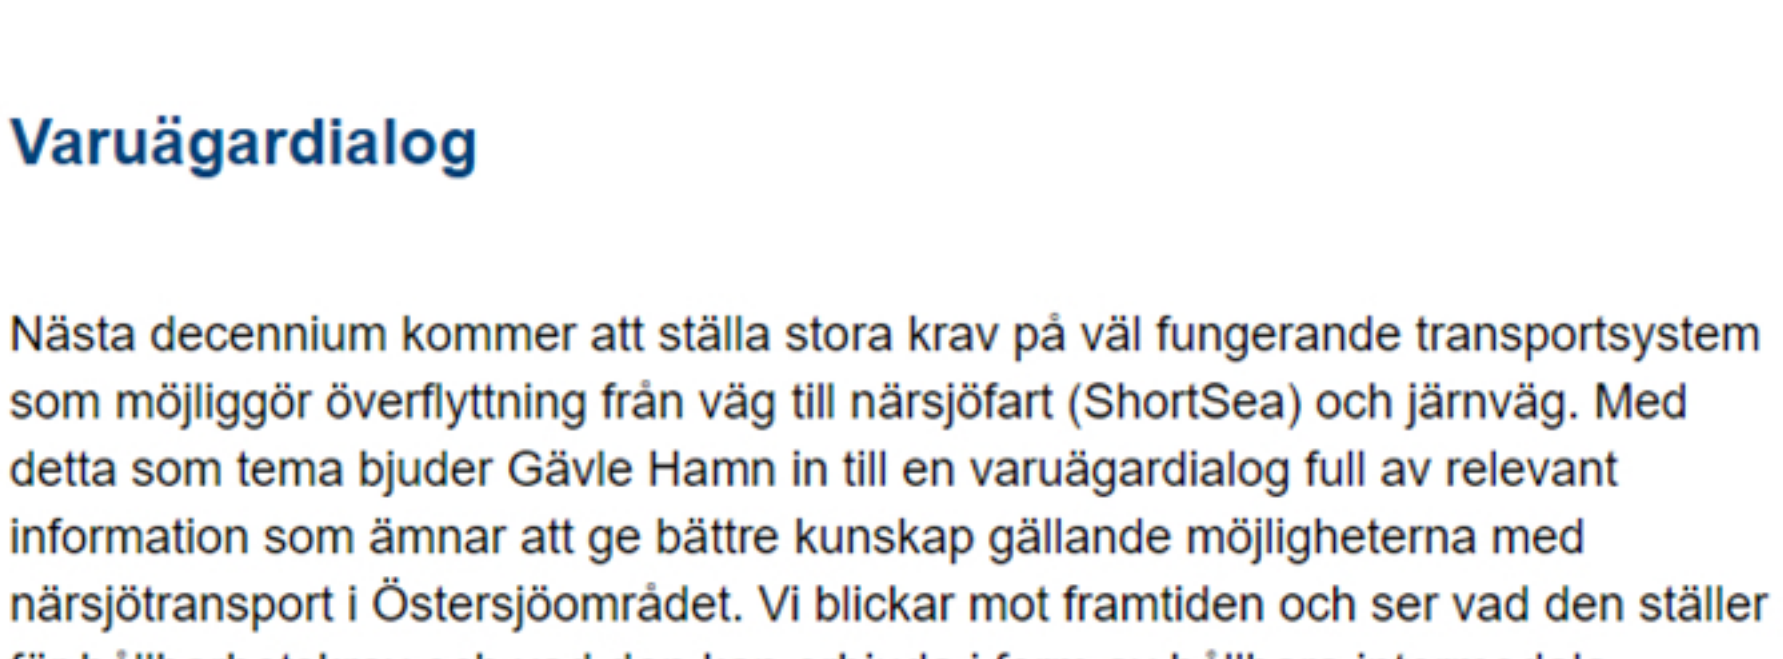 Varuägardialog
Nästa decennium kommer att ställa stora krav på väl fungerande transportsystem
som möjliggör överflyttning från väg till närsjöfart (ShortSea) och järnväg. Med
detta som tema bjuder Gävle Hamn in till en varuägardialog full av relevant
information som ämnar att ge bättre kunskap gällande möjligheterna med
närsjötransport i Östersjöområdet. Vi blickar mot framtiden och ser vad den ställer